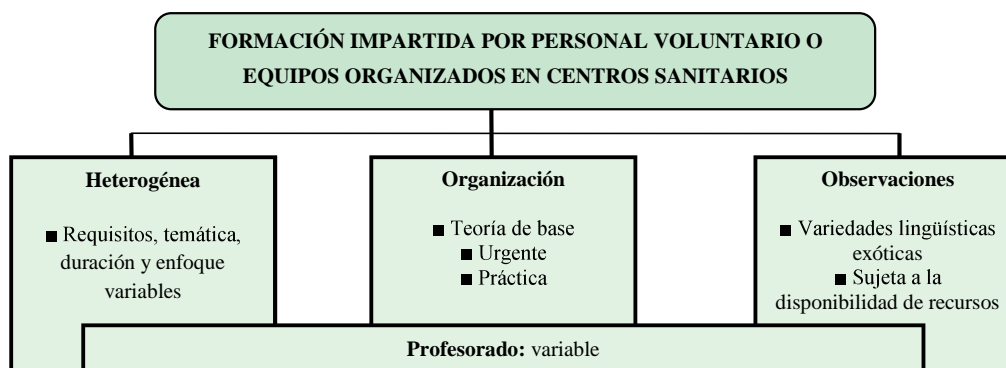 FORMACIÓN IMPARTIDA POR PERSONAL VOLUNTARIO O
EQUIPOS ORGANIZADOS EN CENTROS SANITARIOS
Heterogénea
■ Requisitos, temática,
duración y enfoque
variables
Organización
■ Teoría de base
■ Urgente
■ Práctica
Observaciones
■ Variedades lingüísticas
exóticas
■ Sujeta a la
disponibilidad de recursos
Profesorado: variable